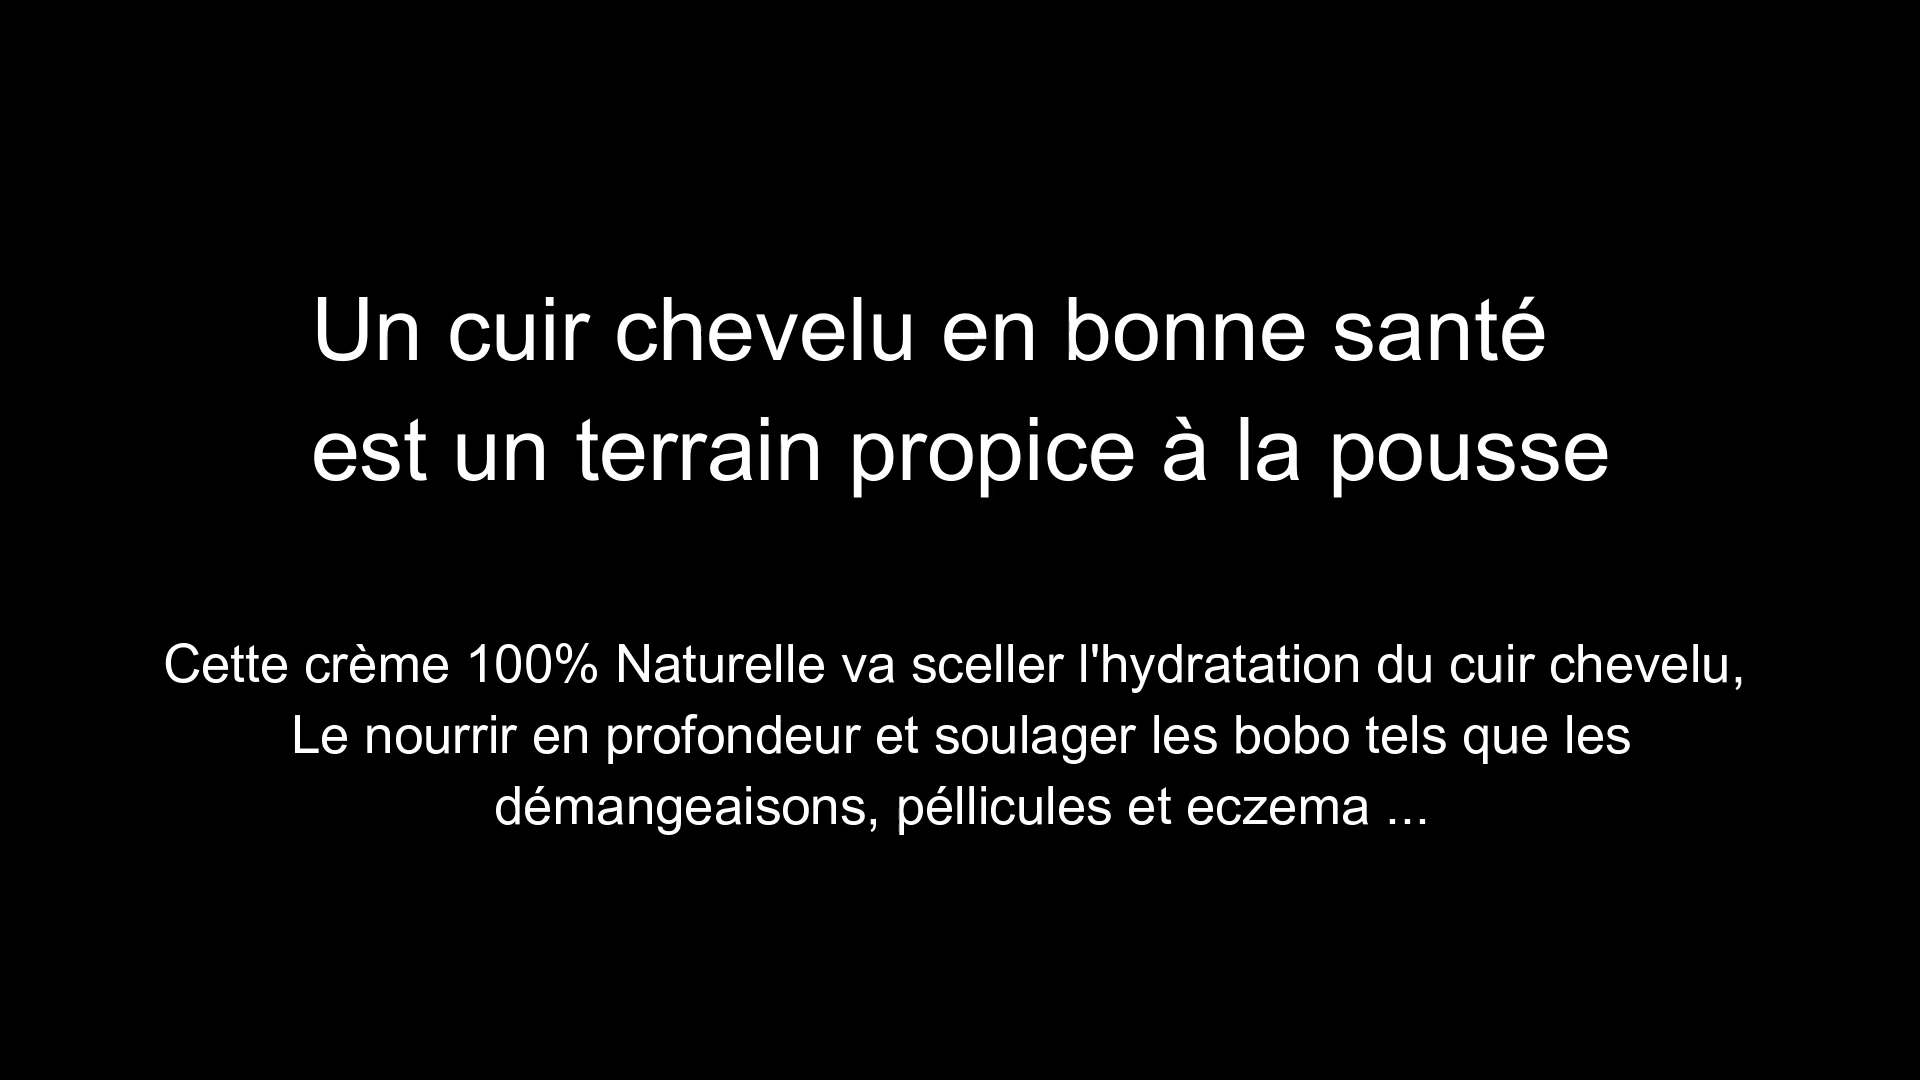 Un cuir chevelu en bonne santé
est un terrain propice à la pousse
Cette crème 100% Naturelle va sceller l'hydratation du cuir chevelu,
Le nourrir en profondeur et soulager les bobo tels que les
démangeaisons, péllicules et eczema ...